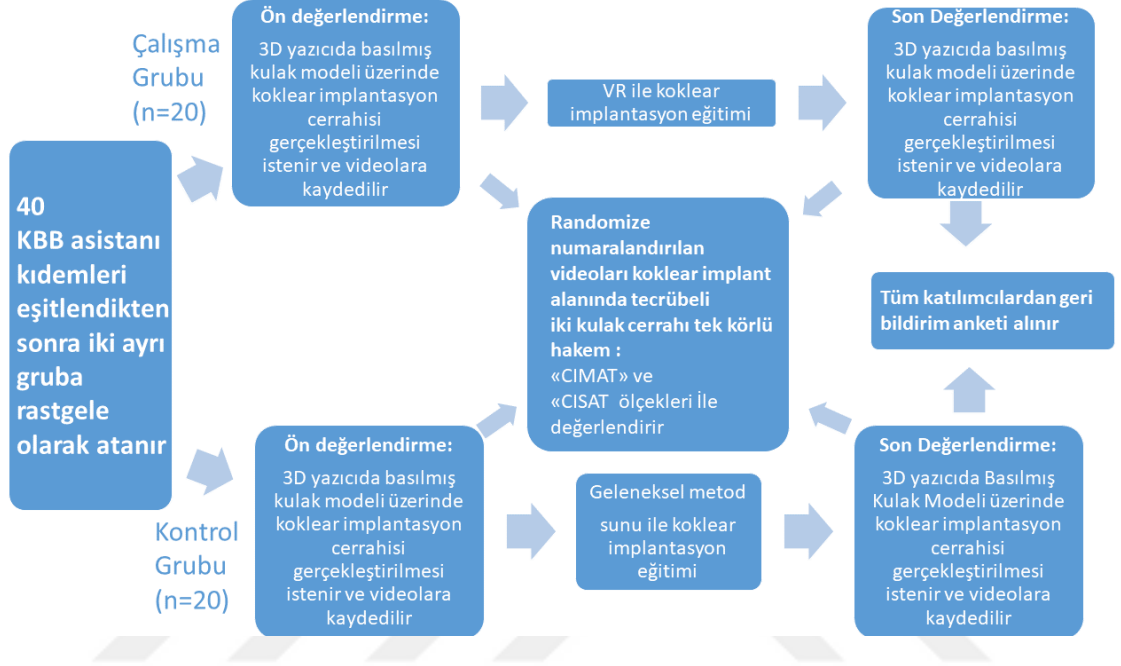 40
KBB asistanı
kıdemleri
eşitlendikten
sonra iki ayrı
gruba
rastgele
olarak atanır
Çalışma
Grubu
(n=20)
Ön değerlendirme:
3D yazıcıda basılmış
kulak modeli üzerinde
koklear implantasyon
cerrahisi
gerçekleştirilmesi
istenir ve videolara
kaydedilir
VR ile koklear
implantasyon eğitimi
Son Değerlendirme:
3D yazıcıda basılmış
kulak modeli üzerinde
koklear implantasyon
cerrahisi
gerçekleştirilmesi
istenir ve videolara
kaydedilir
Randomize
numaralandırılan
videoları koklear implant
alanında tecrübeli
iki kulak cerrahı tek körlü
hakem :
«CIMAT» ve
«CISAT ölçekleri İle
değerlendirir
Tüm katılımcılardan geri
bildirim anketi alınır
Kontrol
Grubu
(n=20)
Ön değerlendirme:
3D yazıcıda basılmış
kulak modeli üzerinde
koklear implantasyon
cerrahisi
gerçekleştirilmesi
istenir ve videolara
kaydedilir
Geleneksel metod
sunu ile koklear
implantasyon
eğitimi
Son Değerlendirme:
3D yazıcıda Basılmış
Kulak Modeli üzerinde
koklear implantasyon
cerrahisi
gerçekleştirilmesi
istenir ve videolara
kaydedilir